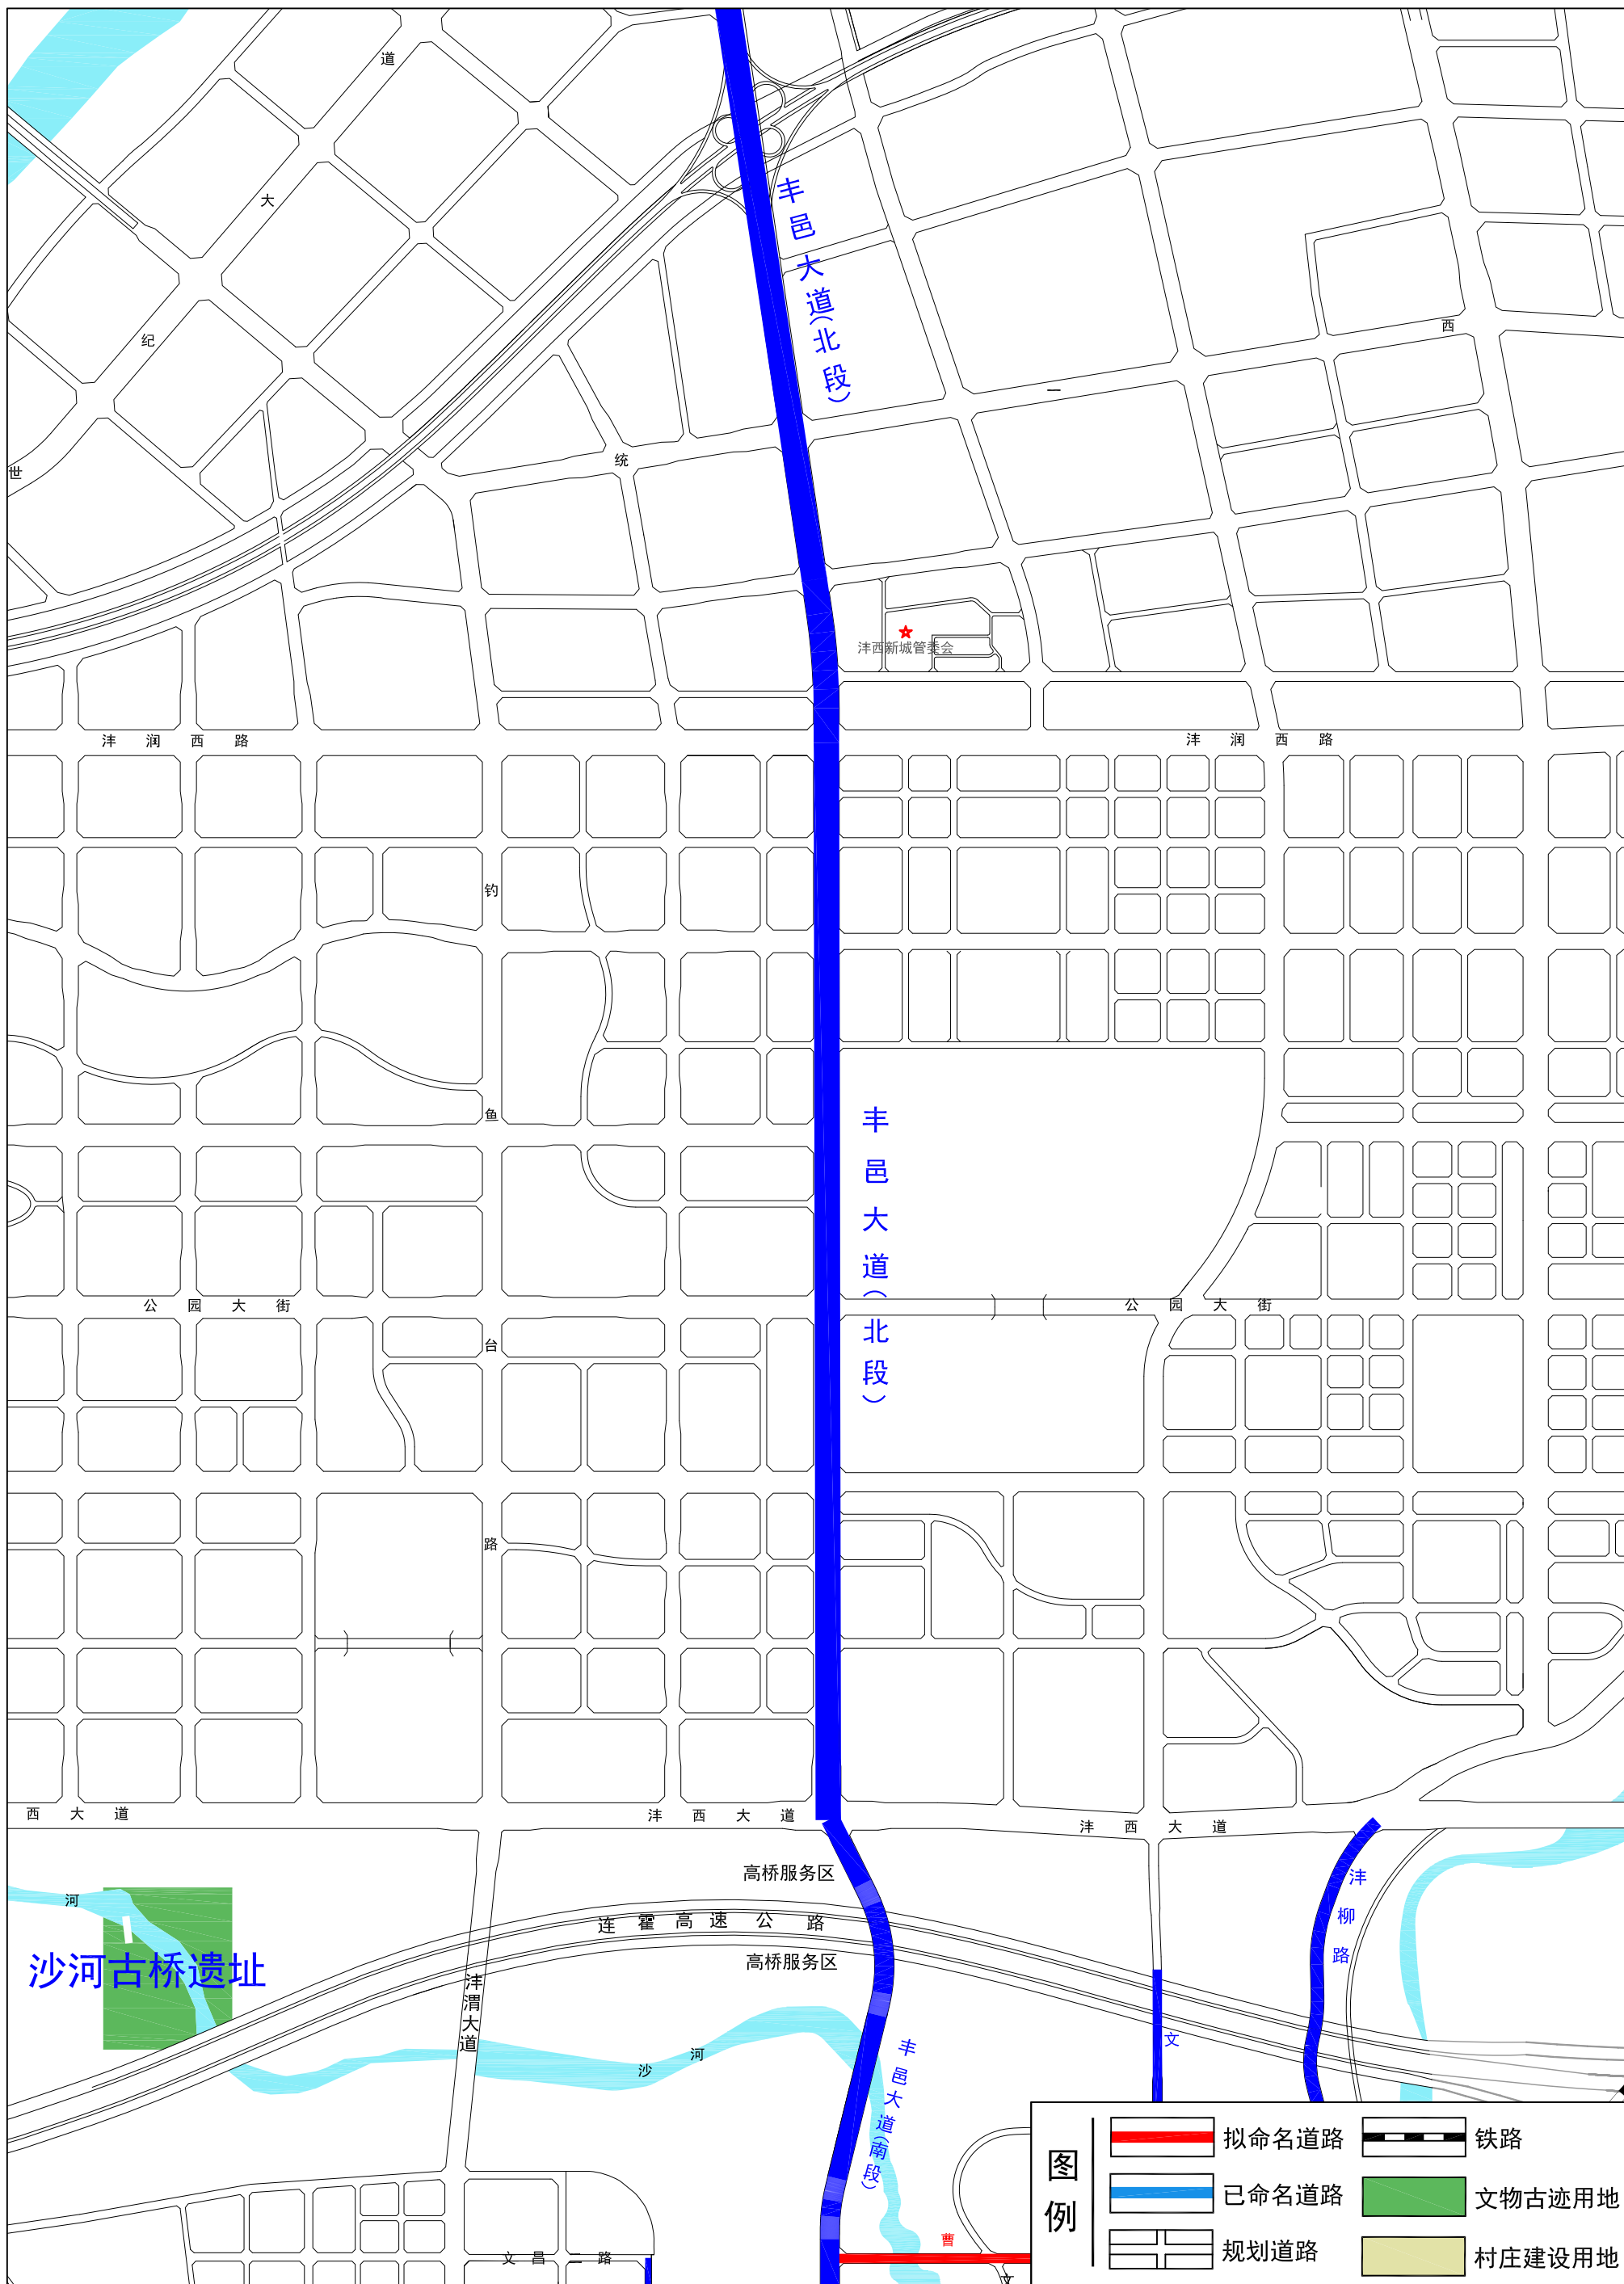 世纪大道
丰邑大道(北段)
统一西
沣西新城管委会
沣润西路
沣润西路
钓鱼台路
丰邑大道(北段)
公园大街
公园大街
西大道
沣西大道
沣西大道
高桥服务区
连霍高速公路
高桥服务区
河
沙河古桥遗址
沣渭大道
沙河
沣柳路
文
丰邑大道(南段)
曹
文昌二路
文
图例
拟命名道路
铁路
已命名道路
文物古迹用地
规划道路
村庄建设用地